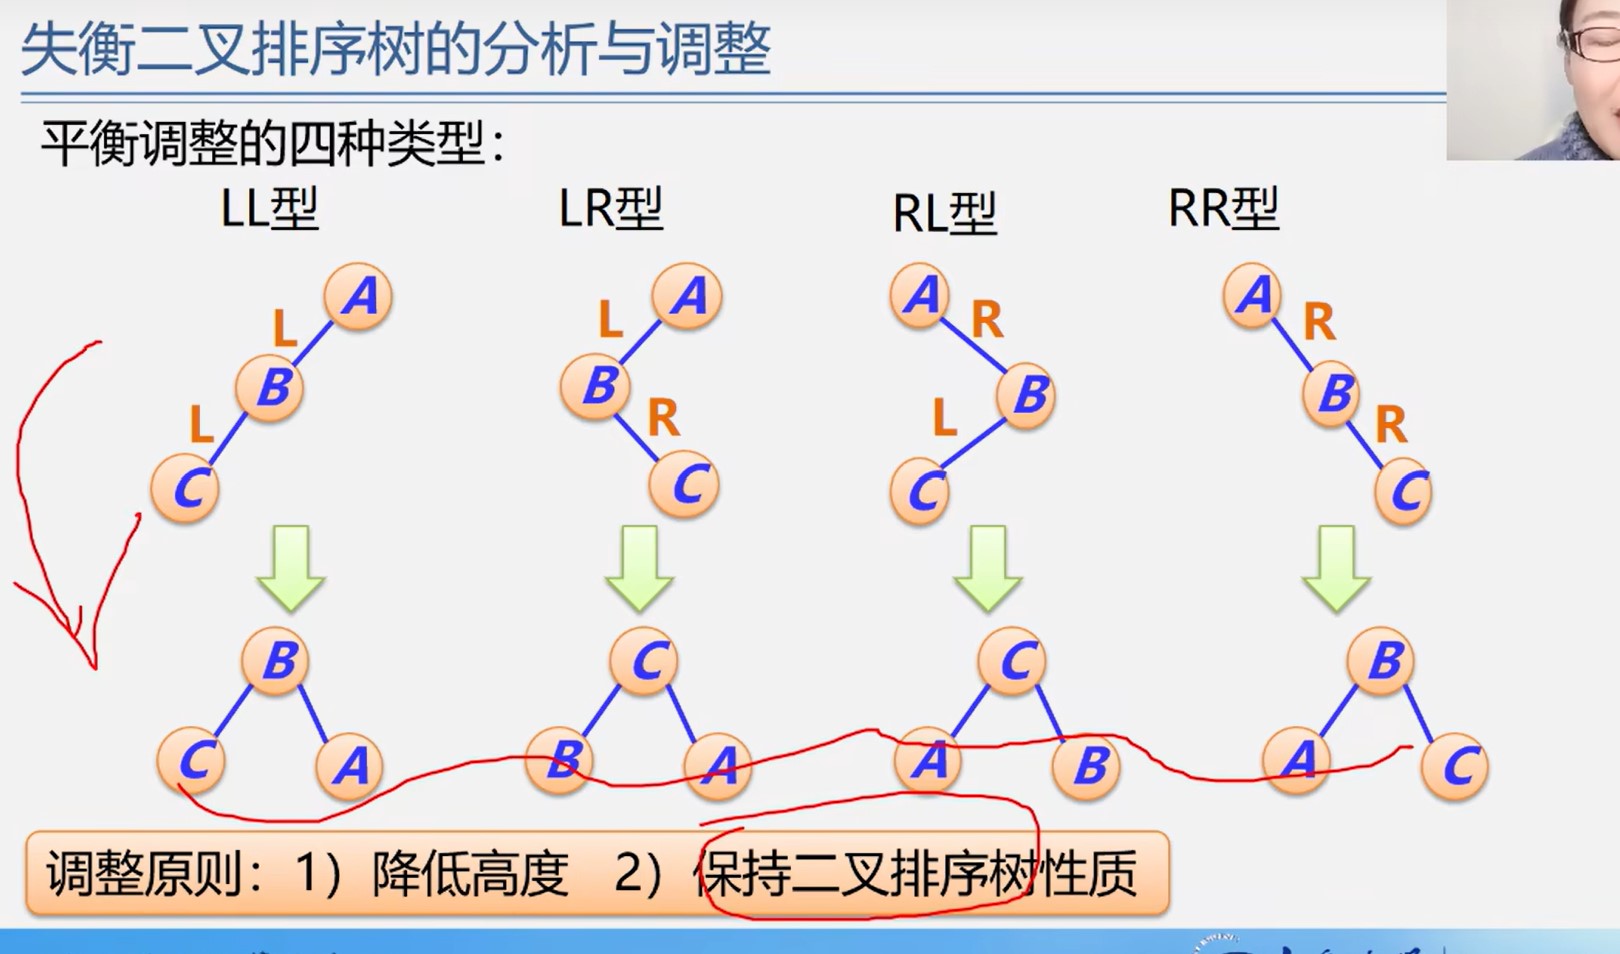 失衡二叉排序树的分析与调整
平衡调整的四种类型：
LL型 LR型 RL型 RR型
A A A A
L L R R
B B B B
L R L R
C C C C
B C C B
C A B A A B A C
调整原则：1）降低高度 2）保持二叉排序树性质